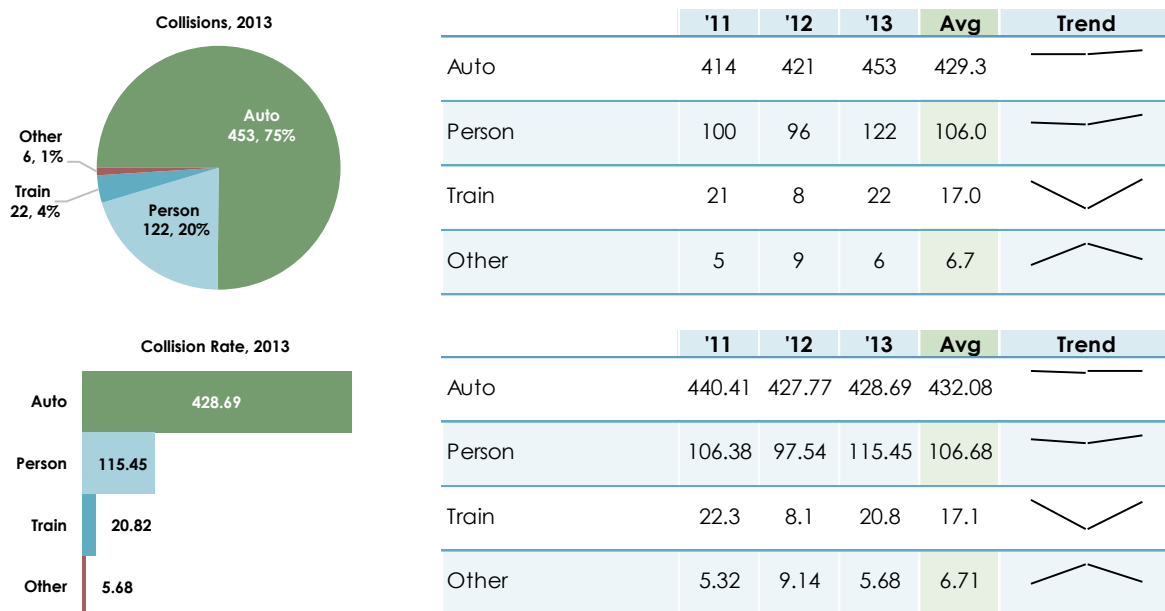 Collisions, 2013
Auto
453, 75%
Other
6, 1%
Train
22, 4%
Person
122, 20%
'11 '12 '13 Avg Trend
Auto 414 421 453 429.3
Person 100 96 122 106.0
Train 21 8 22 17.0
Other 5 9 6 6.7
Collision Rate, 2013
Auto 428.69
Person 115.45
Train 20.82
Other 5.68
'11 '12 '13 Avg Trend
Auto 440.41 427.77 428.69 432.08
Person 106.38 97.54 115.45 106.68
Train 22.3 8.1 20.8 17.1
Other 5.32 9.14 5.68 6.71